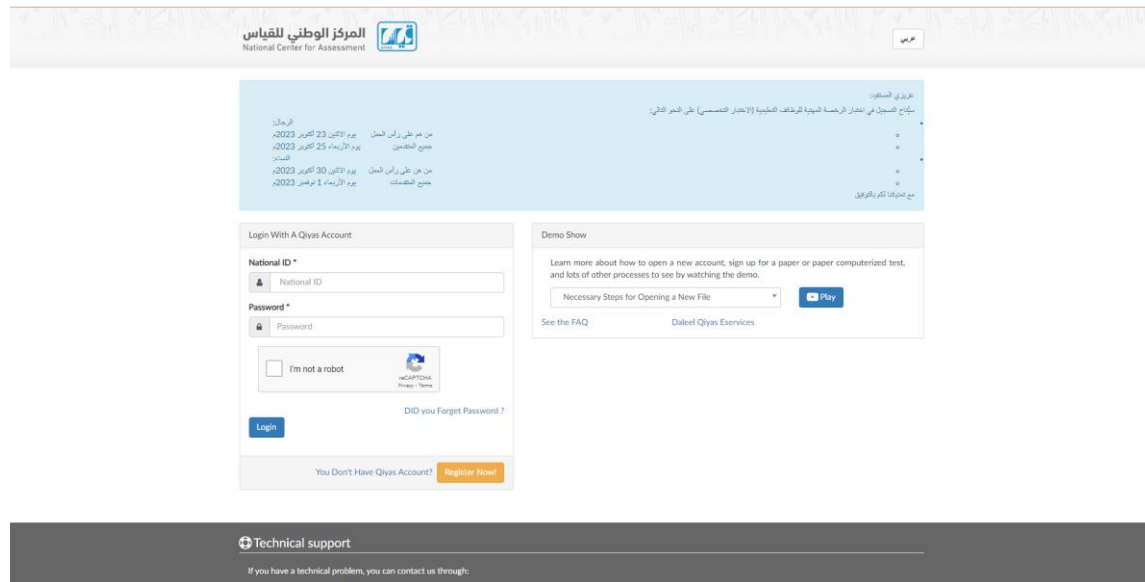 المركز الوطني للقياس
National Center for Assessment
عربي
عزيزي المستفيد:
سيُتاح التسجيل في اختبار الرخصة المهنية للوظائف التعليمية (الاختبار التخصصي) على النحو التالي:
الرجال:
من هم على رأس العمل يوم الاثنين 23 أكتوبر 2023م
جميع المتقدمين يوم الأربعاء 25 أكتوبر 2023م
النساء:
من هن على رأس العمل يوم الاثنين 30 أكتوبر 2023م
جميع المتقدمات يوم الأربعاء 1 نوفمبر 2023م
مع تمنياتنا لكم بالتوفيق
Login With A Qiyas Account
National ID *
National ID
Password *
Password
I'm not a robot
reCAPTCHA
Privacy - Terms
DID you Forget Password ?
Login
You Don't Have Qiyas Account? Register Now!
Demo Show
Learn more about how to open a new account, sign up for a paper or paper computerized test,
and lots of other processes to see by watching the demo.
Necessary Steps for Opening a New File
Play
See the FAQ Daleel Qiyas Eservices
Technical support
If you have a technical problem, you can contact us through: